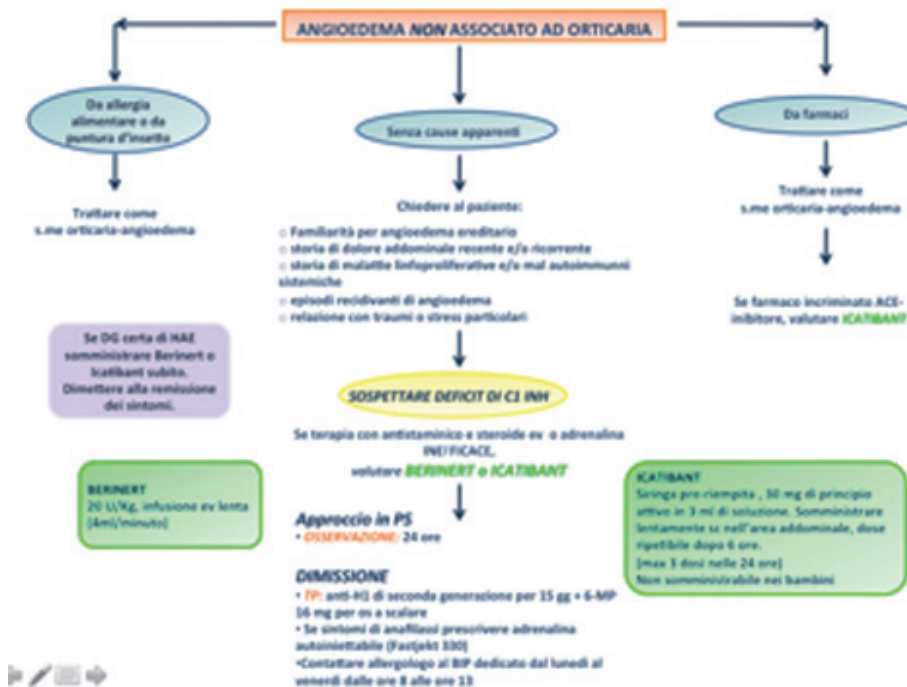 ANGIOEDEMA NON ASSOCIATO AD ORTICARIA
Da allergia
alimentare o da
puntura d'insetto
Trattare come
s.me orticaria-angioedema
Senza cause apparenti
Chiedere al paziente:
○ Familiarità per angioedema ereditario
○ storia di dolore addominale recente e/o ricorrente
○ storia di malattie linfoproliferative e/o mal autoimmuni
sistemiche
○ episodi recidivanti di angioedema
○ relazione con traumi o stress particolari
Da farmaci
Trattare come
s.me orticaria-angioedema
Se farmaco incriminato ACE-
inibitore, valutare ICATIBANT
Se DG certa di HAE
somministrare Berinert o
Icatibant subito.
Dimettere alla remissione
dei sintomi.
SOSPETTARE DEFICIT DI C1 INH
Se terapia con antistaminico e steroide ev o adrenalina
INEFFICACE,
valutare BERINERT o ICATIBANT
BERINERT
20 U/Kg, infusione ev lenta
(4ml/minuto)
Approccio in PS
• OSSERVAZIONE: 24 ore
DIMISSIONE
• TP: anti-H1 di seconda generazione per 15 gg + 6-MP
16 mg per os a scalare
• Se sintomi di anafilassi prescrivere adrenalina
autoiniettabile (Fastjekt 330)
•Contattare allergologo al BIP dedicato dal lunedì al
venerdì dalle ore 8 alle ore 13
ICATIBANT
Siringa pre-riempita , 30 mg di principio
attivo in 3 ml di soluzione. Somministrare
lentamente sc nell'area addominale, dose
ripetibile dopo 6 ore.
(max 3 dosi nelle 24 ore)
Non somministrabile nei bambini